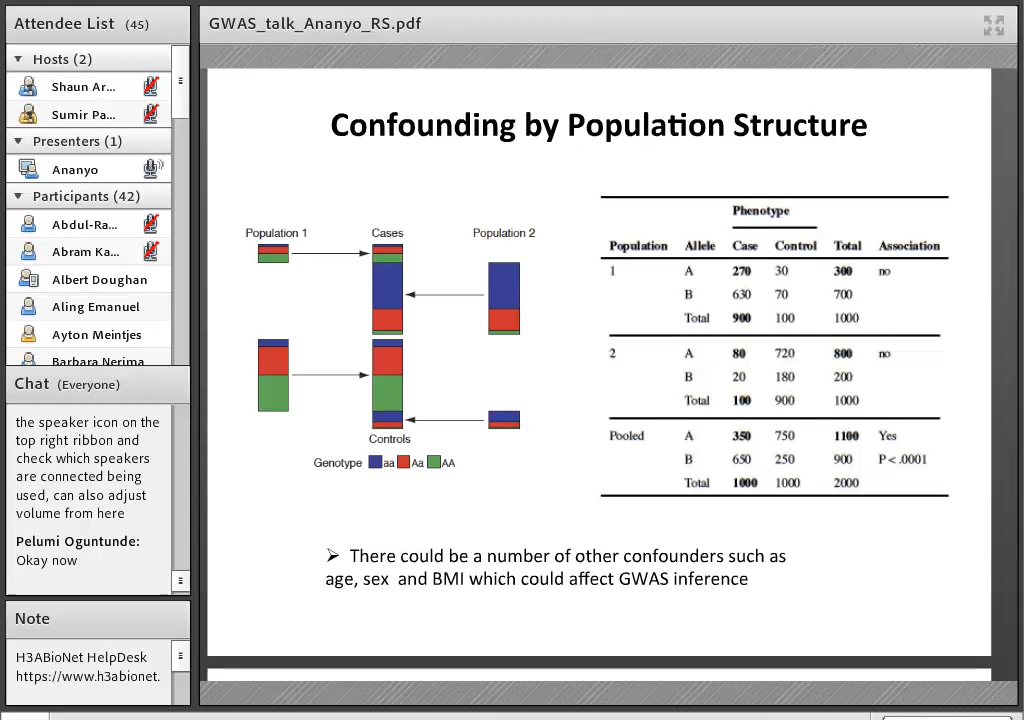 Attendee List (45)
Hosts (2)
Shaun Ar...
Sumir Pa...
Presenters (1)
Ananyo
Participants (42)
Abdul-Ra...
Abram Ka...
Albert Doughan
Aling Emanuel
Ayton Meintjes
Barbara Nerima
Chat (Everyone)
the speaker icon on the
top right ribbon and
check which speakers
are connected being
used, can also adjust
volume from here
Pelumi Oguntunde:
Okay now
Note
H3ABioNet HelpDesk
https://www.h3abionet.
GWAS_talk_Ananyo_RS.pdf
Confounding by Population Structure
Population 1 Cases Population 2
Controls
Genotype aa Aa AA
Phenotype
Population Allele Case Control Total Association
1 A 270 30 300 no
B 630 70 700
Total 900 100 1000
2 A 80 720 800 no
B 20 180 200
Total 100 900 1000
Pooled A 350 750 1100 Yes
B 650 250 900 P < .0001
Total 1000 1000 2000
➢ There could be a number of other confounders such as
age, sex and BMI which could affect GWAS inference